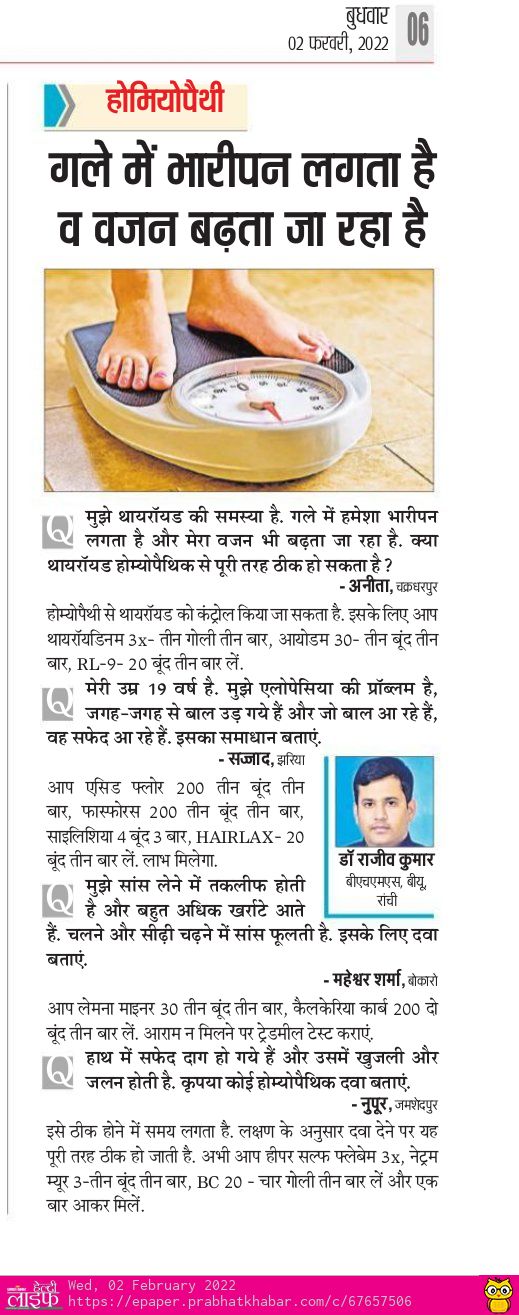 बुधवार
02 फरवरी, 2022
06
होमियोपैथी
गले में भारीपन लगता है
व वजन बढ़ता जा रहा है
Q मुझे थायरॉयड की समस्या है. गले में हमेशा भारीपन
लगता है और मेरा वजन भी बढ़ता जा रहा है. क्या
थायरॉयड होम्योपैथिक से पूरी तरह ठीक हो सकता है ?
- अनीता, चक्रधरपुर
होम्योपैथी से थायरॉयड को कंट्रोल किया जा सकता है. इसके लिए आप
थायरॉयडिनम 3x- तीन गोली तीन बार, आयोडम 30- तीन बूंद तीन
बार, RL-9- 20 बूंद तीन बार लें.
Q मेरी उम्र 19 वर्ष है. मुझे एलोपेसिया की प्रॉब्लम है,
जगह-जगह से बाल उड़ गये हैं और जो बाल आ रहे हैं,
वह सफेद आ रहे हैं. इसका समाधान बताएं.
- सज्जाद, झरिया
आप एसिड फ्लोर 200 तीन बूंद तीन
बार, फास्फोरस 200 तीन बूंद तीन बार,
साइलिशिया 4 बूंद 3 बार, HAIRLAX- 20
बूंद तीन बार लें. लाभ मिलेगा.
डॉ राजीव कुमार
बीएचएमएस, बीयू,
रांची
Q मुझे सांस लेने में तकलीफ होती
है और बहुत अधिक खर्राटे आते
हैं. चलने और सीढ़ी चढ़ने में सांस फूलती है. इसके लिए दवा
बताएं.
- महेश्वर शर्मा, बोकारो
आप लेमना माइनर 30 तीन बूंद तीन बार, कैलकेरिया कार्ब 200 दो
बूंद तीन बार लें. आराम न मिलने पर ट्रेडमील टेस्ट कराएं.
Q हाथ में सफेद दाग हो गये हैं और उसमें खुजली और
जलन होती है. कृपया कोई होम्योपैथिक दवा बताएं.
- नुपूर, जमशेदपुर
इसे ठीक होने में समय लगता है. लक्षण के अनुसार दवा देने पर यह
पूरी तरह ठीक हो जाती है. अभी आप हीपर सल्फ फ्लेबेम 3x, नेट्रम
म्यूर 3-तीन बूंद तीन बार, BC 20 - चार गोली तीन बार लें और एक
बार आकर मिलें.
हेल्दी
लाइफ
Wed, 02 February 2022
https://epaper.prabhatkhabar.com/c/67657506